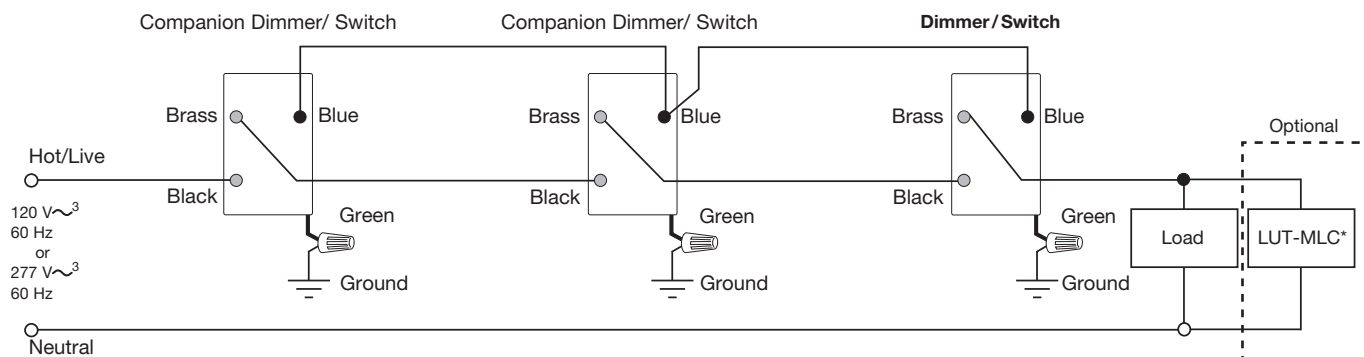 Companion Dimmer/ Switch
Companion Dimmer/ Switch
Dimmer/Switch
Brass
Blue
Brass
Blue
Brass
Blue
Optional
Hot/Live
Black
Black
Black
120 V~3
60 Hz
or
277 V~3
60 Hz
Green
Green
Green
Load
LUT-MLC*
Ground
Ground
Ground
Neutral